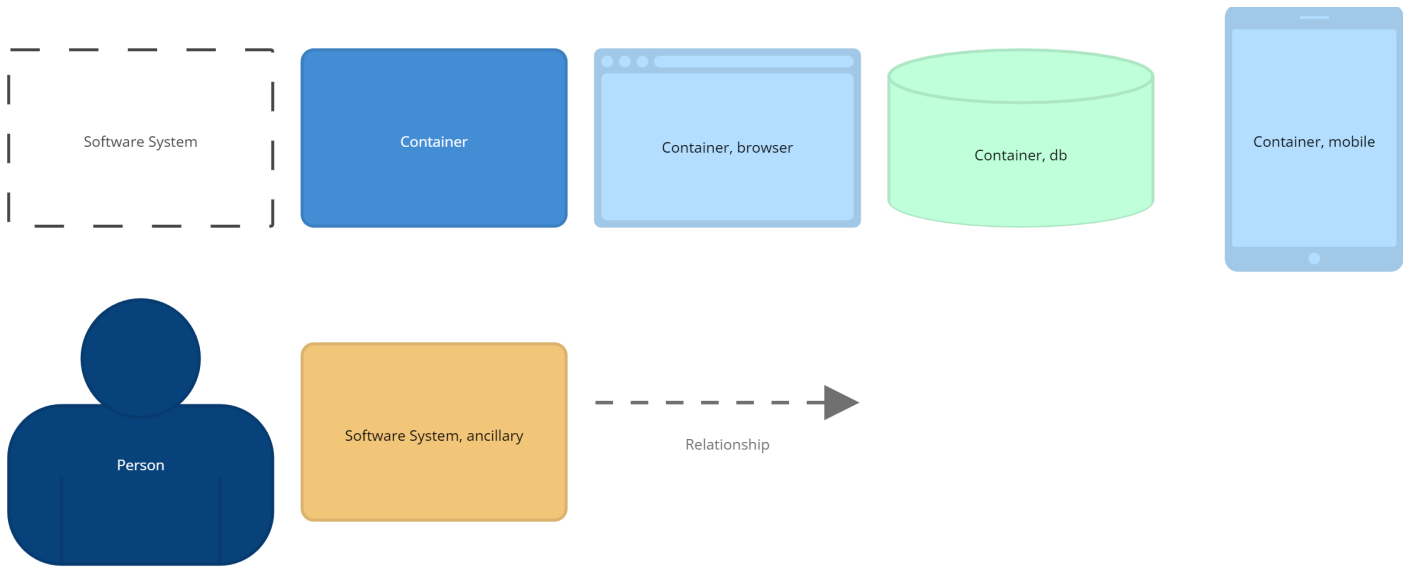 Software System
Container
Container, browser
Container, db
Container, mobile
Person
Software System, ancillary
Relationship